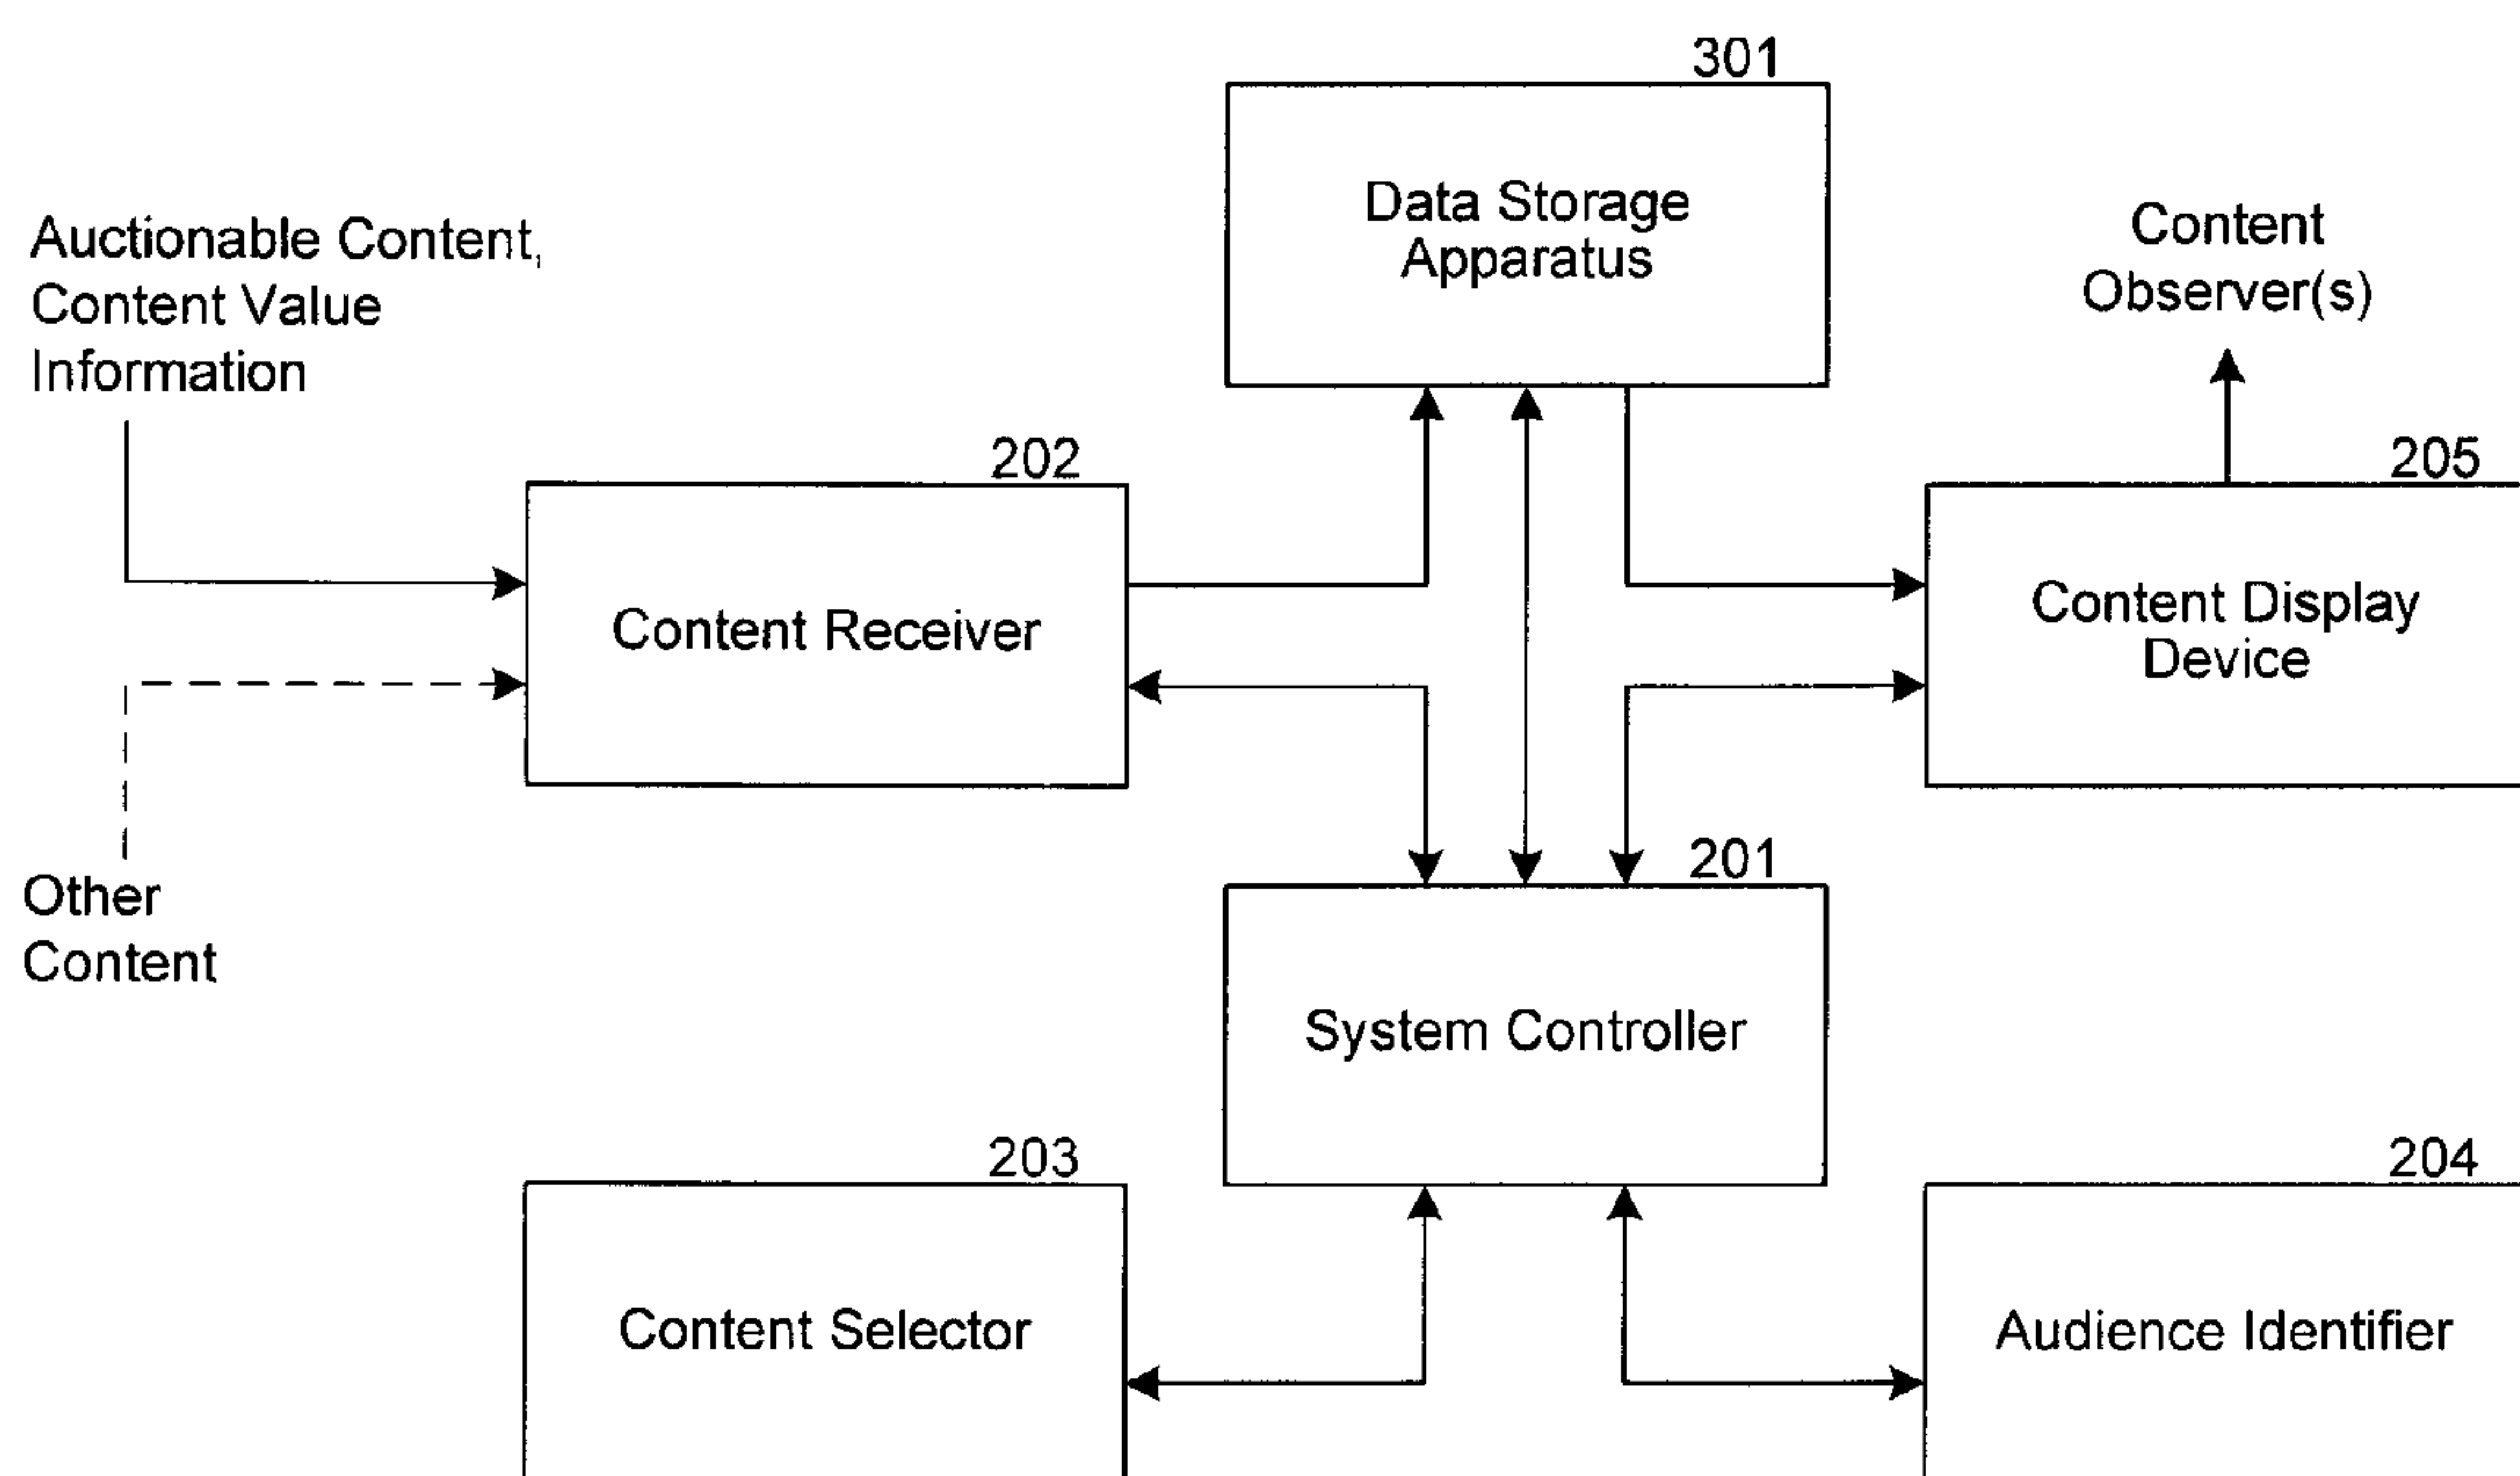 301
Data Storage
Apparatus
Auctionable Content,
Content Value
Information
Content
Observer(s)
202
Content Receiver
205
Content Display
Device
Other
Content
201
System Controller
203
Content Selector
204
Audience Identifier